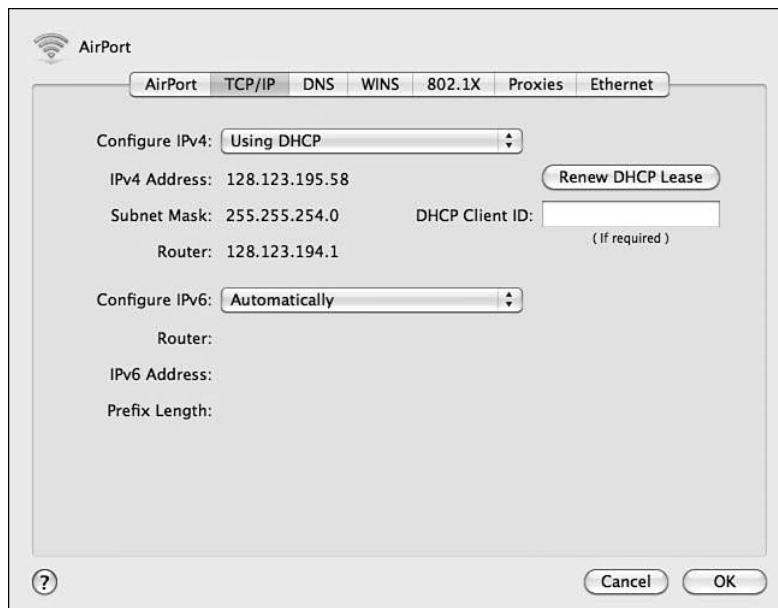 AirPort
AirPort TCP/IP DNS WINS 802.1X Proxies Ethernet
Configure IPv4: Using DHCP
IPv4 Address: 128.123.195.58 Renew DHCP Lease
Subnet Mask: 255.255.254.0 DHCP Client ID:
( If required )
Router: 128.123.194.1
Configure IPv6: Automatically
Router:
IPv6 Address:
Prefix Length:
? Cancel OK